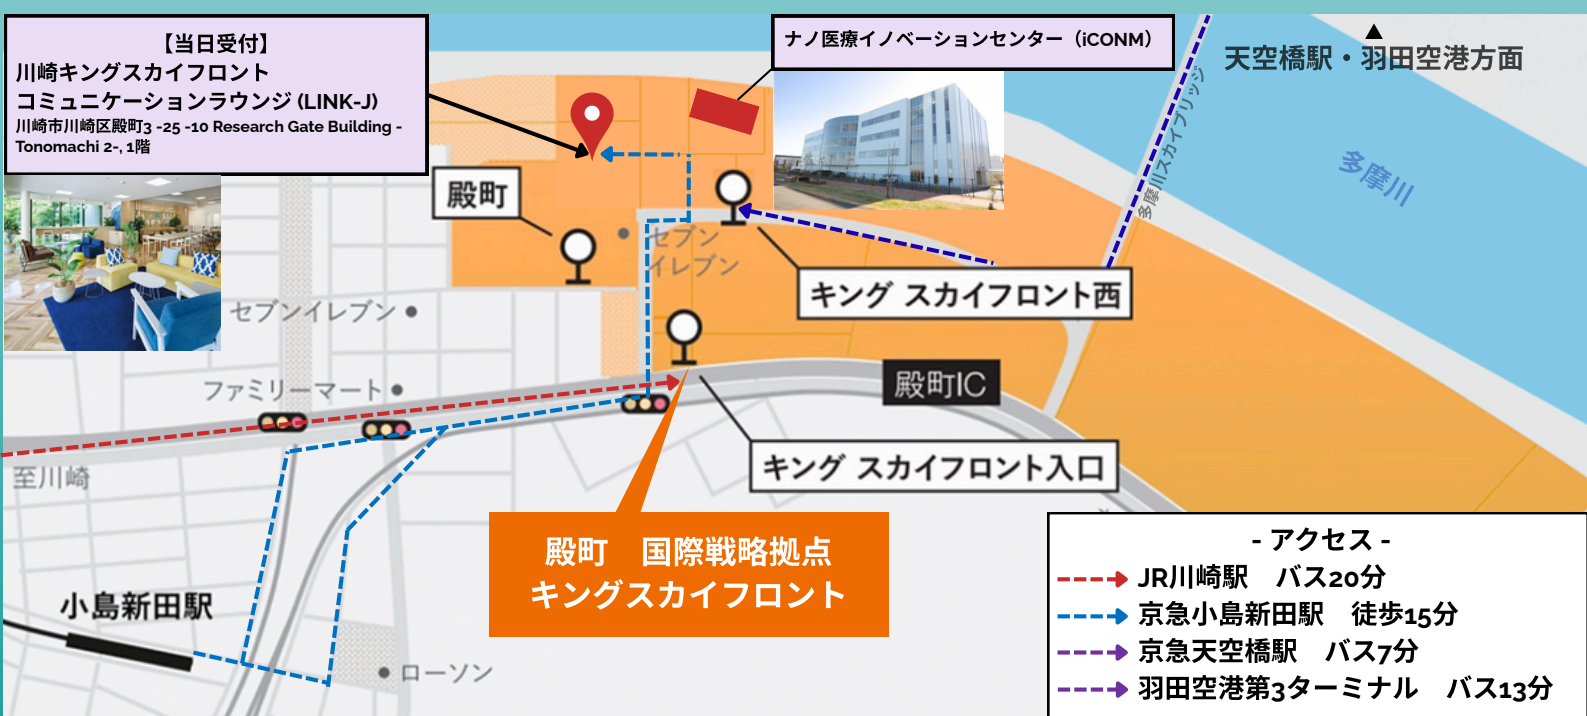 【当日受付】
川崎キングスカイフロント
コミュニケーションラウンジ (LINK-J)
川崎市川崎区殿町3 -25 -10 Research Gate Building -
Tonomachi 2-, 1階
ナノ医療イノベーションセンター（iCONM）
▲
天空橋駅・羽田空港方面
多摩川スカイブリッジ
多摩川
殿町
セブン
イレブン
キング スカイフロント西
セブンイレブン
ファミリーマート
殿町IC
至川崎
キング スカイフロント入口
殿町　国際戦略拠点
キングスカイフロント
小島新田駅
ローソン
- アクセス -
JR川崎駅　バス20分
京急小島新田駅　徒歩15分
京急天空橋駅　バス7分
羽田空港第3ターミナル　バス13分